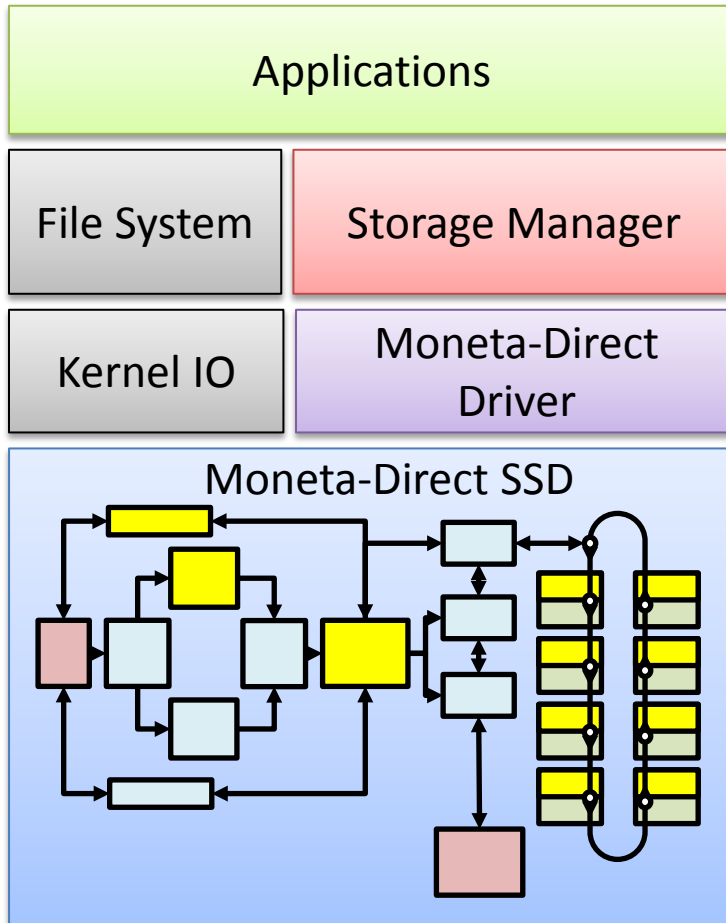 Applications
File System
Storage Manager
Kernel IO
Moneta-Direct
Driver
Moneta-Direct SSD